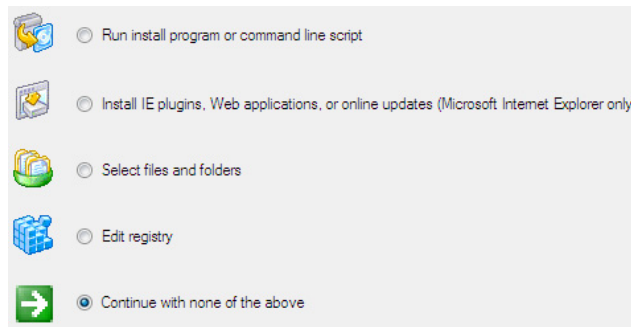 Run install program or command line script
Install IE plugins, Web applications, or online updates (Microsoft Internet Explorer only
Select files and folders
Edit registry
Continue with none of the above